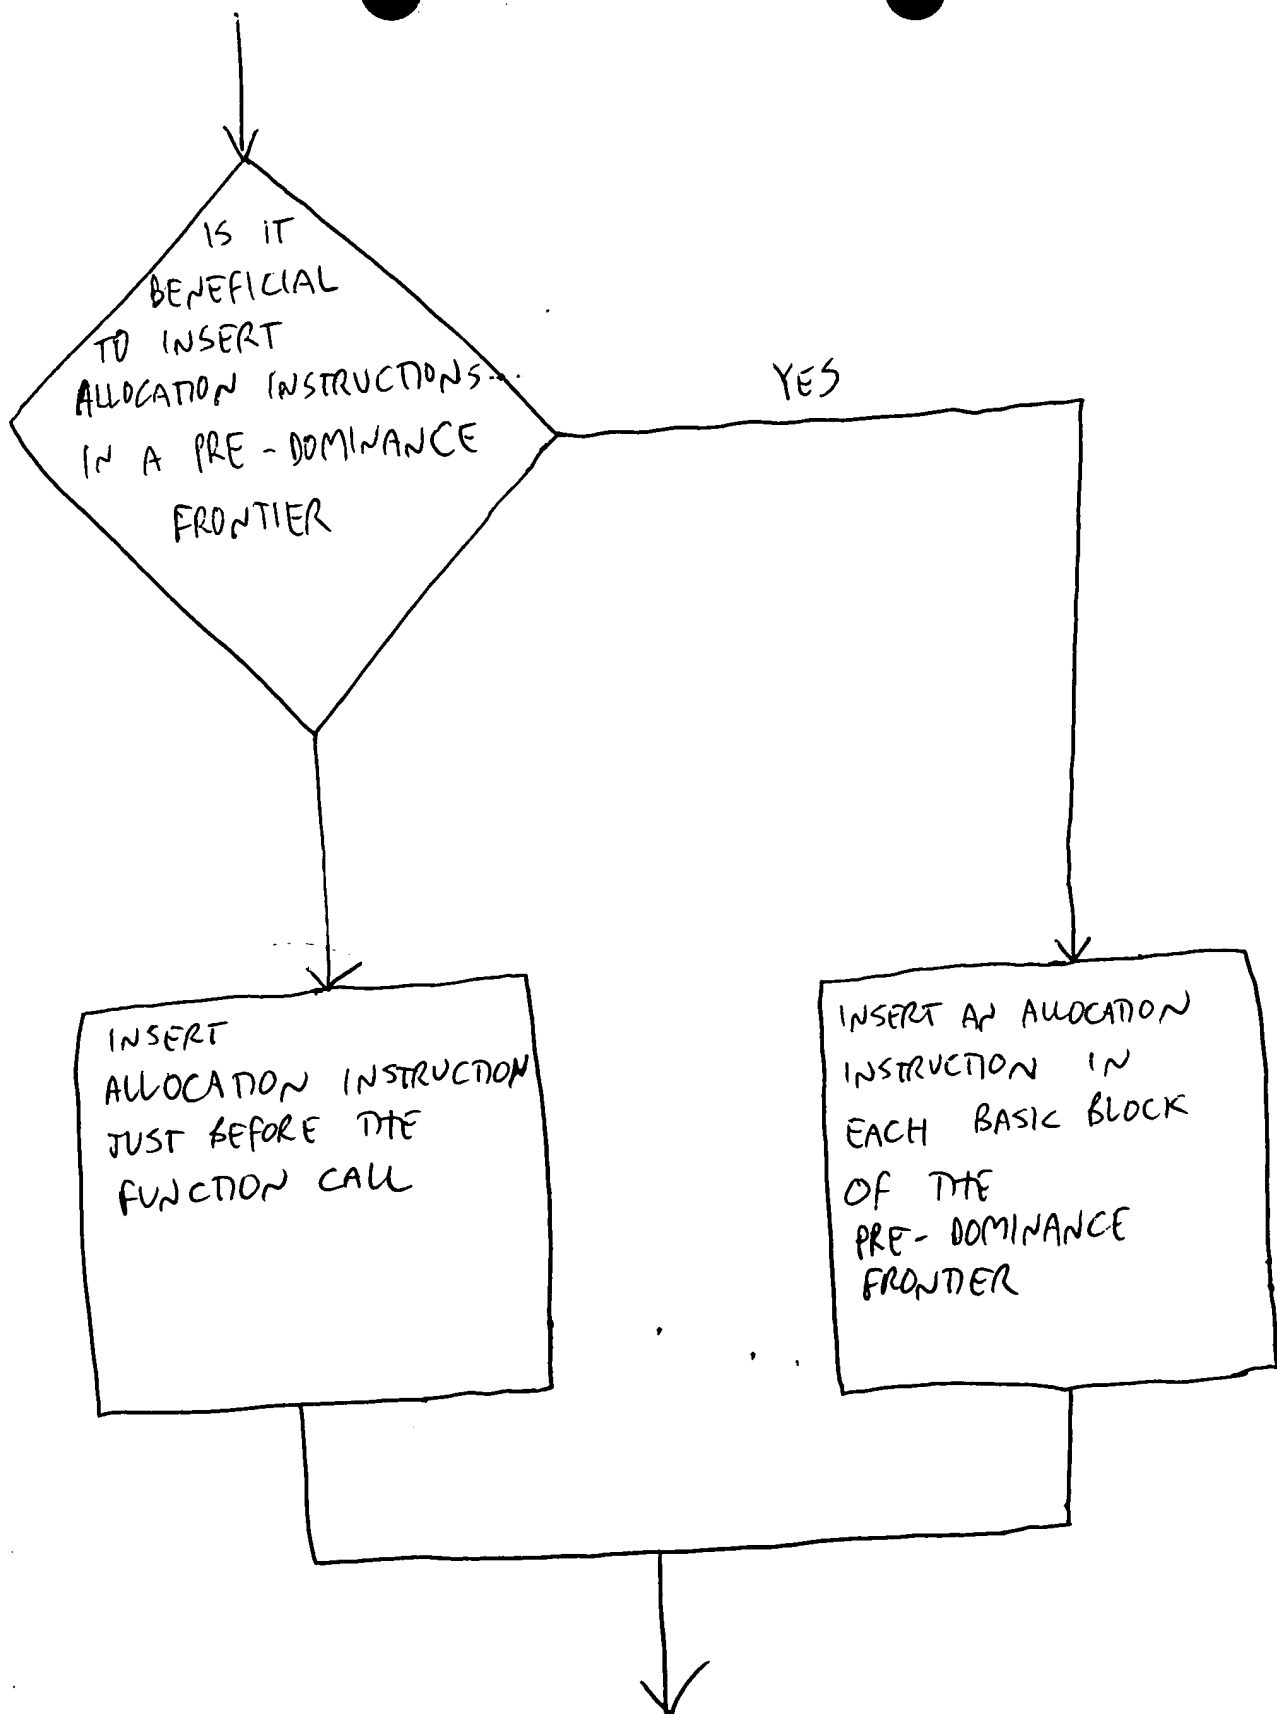 IS IT
BENEFICIAL
TO INSERT
ALLOCATION INSTRUCTIONS
IN A PRE-DOMINANCE
FRONTIER
YES
INSERT
ALLOCATION INSTRUCTION
JUST BEFORE THE
FUNCTION CALL
INSERT AN ALLOCATION
INSTRUCTION IN
EACH BASIC BLOCK
OF THE
PRE-DOMINANCE
FRONTIER